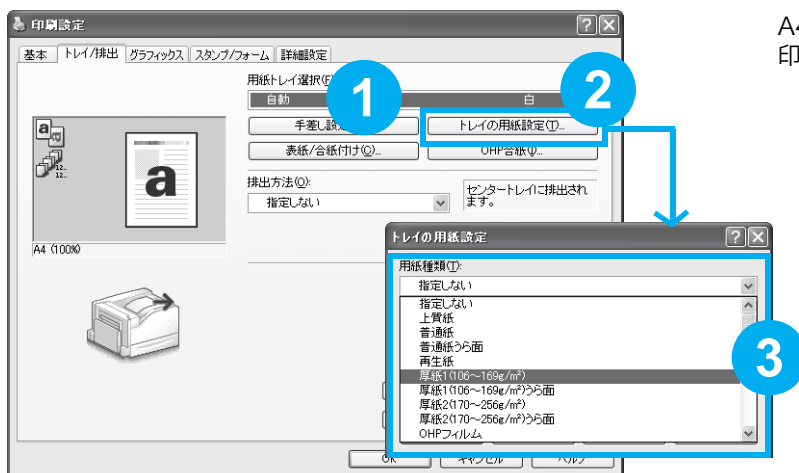 印刷設定
A4
印
基本 トレイ/排出 グラフィックス スタンプ/フォーム 詳細設定
用紙トレイ選択(F)
自動 白
1
2
手差し設 トレイの用紙設定(T)...
表紙/合紙付け(C)... OHP合紙
排出方法(O):
指定しない
センタートレイに排出され
ます。
a
a
12..
12..
a
A4 (100%)
トレイの用紙設定
用紙種類(T):
指定しない
指定しない
上質紙
普通紙
普通紙うら面
再生紙
厚紙1(106～169g/m²)
厚紙1(106～169g/m²)うら面
厚紙2(170～256g/m²)
厚紙2(170～256g/m²)うら面
OHPフィルム
3
OK キャンセル ヘルプ